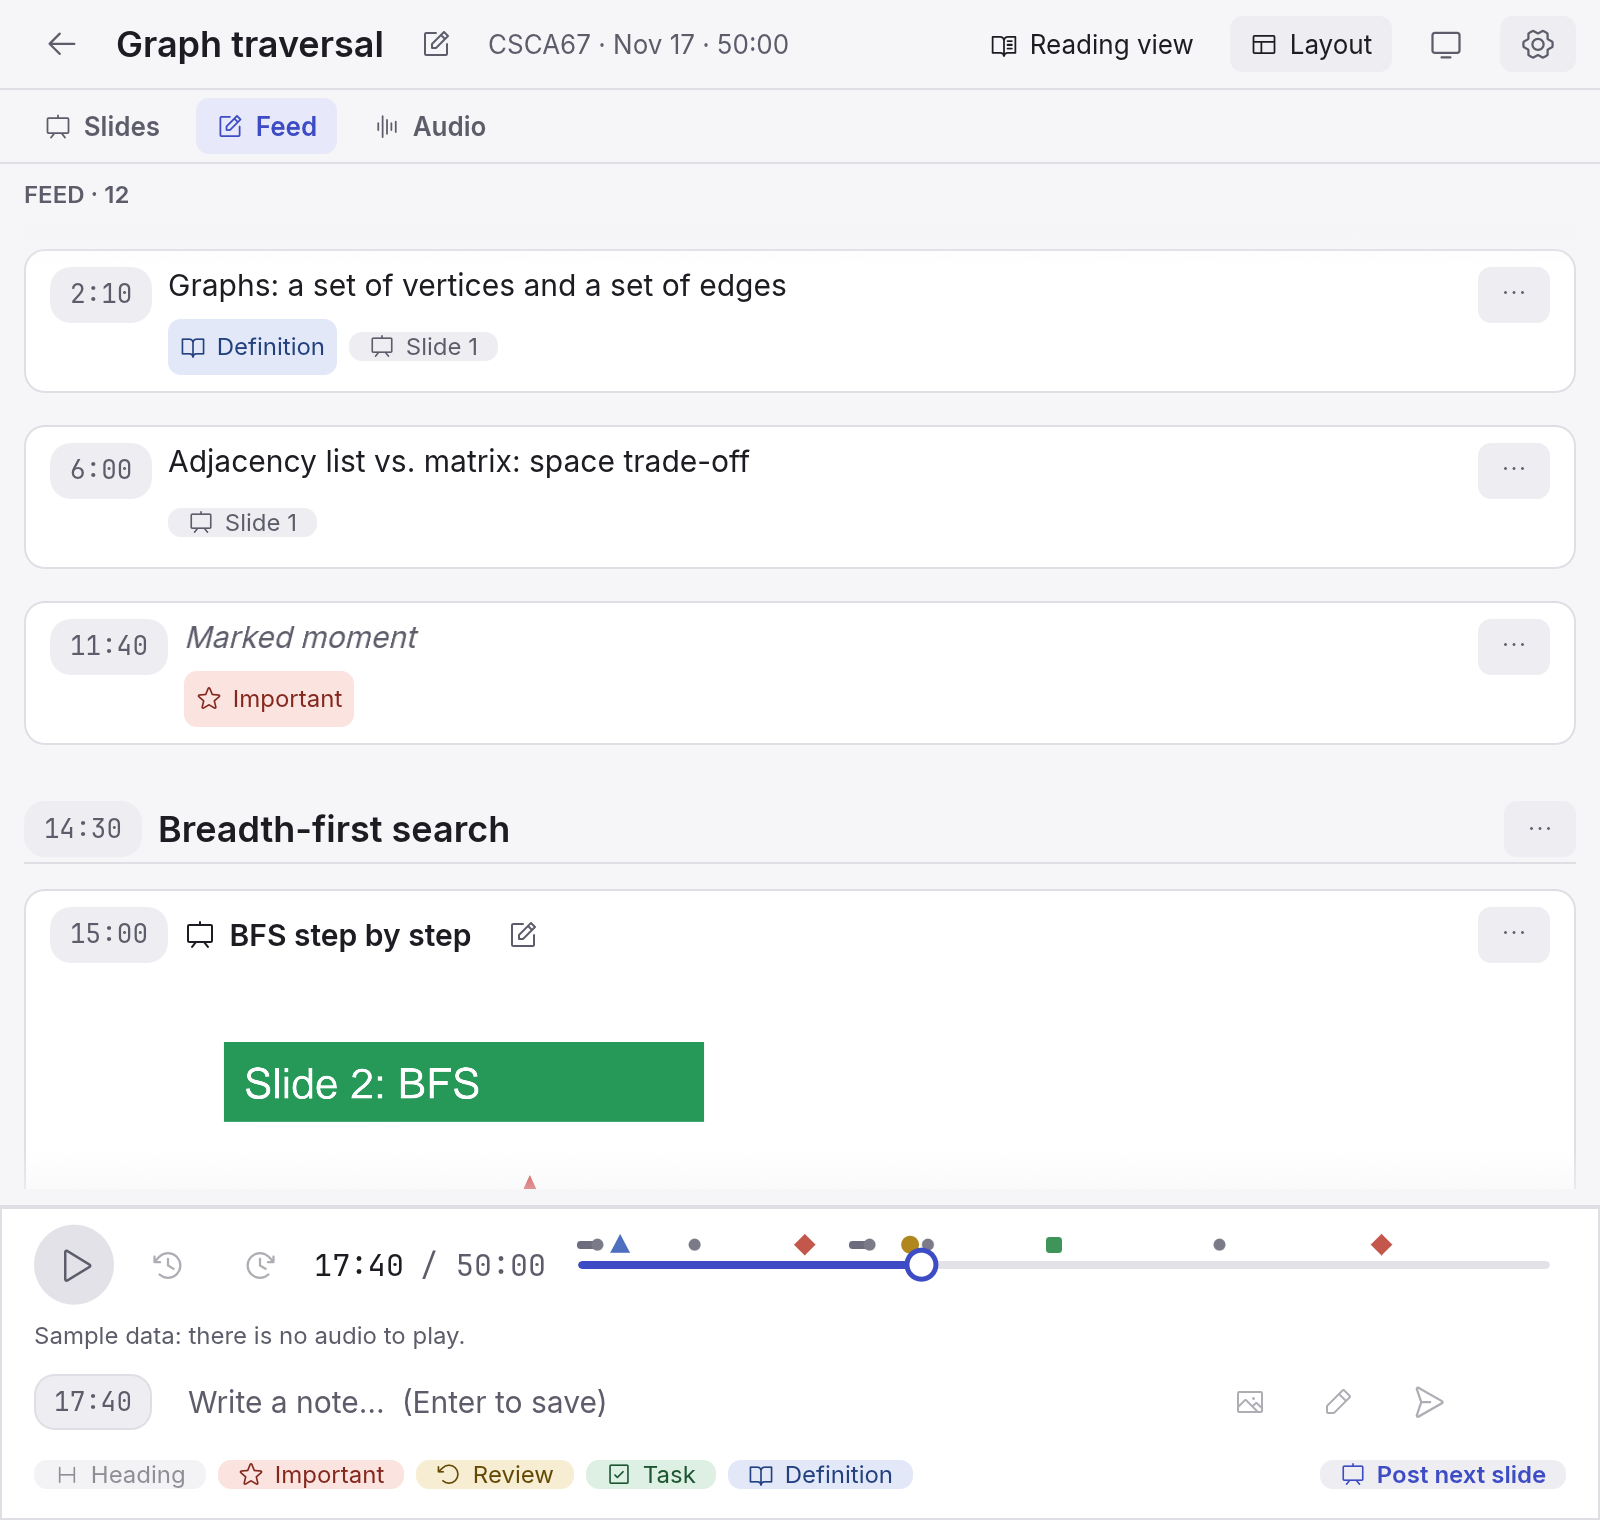 Graph traversal CSCA67 · Nov 17 · 50:00 Reading view Layout
Slides Feed Audio
FEED · 12
2:10 Graphs: a set of vertices and a set of edges ···
Definition Slide 1
6:00 Adjacency list vs. matrix: space trade-off ···
Slide 1
11:40 Marked moment ···
Important
14:30 Breadth-first search ···
15:00 BFS step by step ···
Slide 2: BFS
17:40 / 50:00
Sample data: there is no audio to play.
17:40 Write a note... (Enter to save)
Heading Important Review Task Definition Post next slide